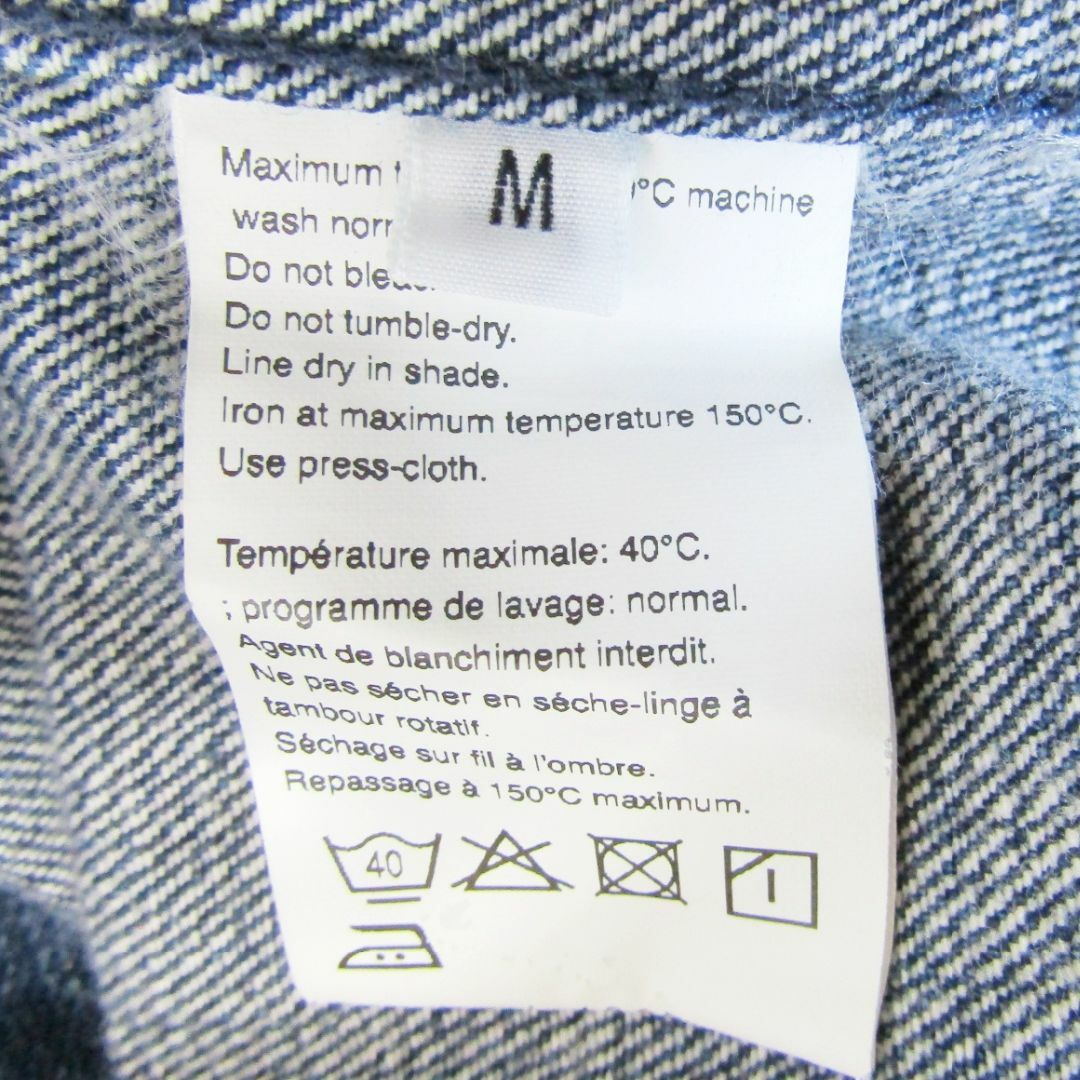 M
Maximum °C machine
wash
Do not
Do not tumble-dry.
Line dry in shade.
Iron at maximum temperature 150°C.
Use press-cloth.
Température maximale: 40°C.
; programme de lavage: normal.
Agent de blanchiment interdit.
Ne pas sécher en séche-linge à
tambour rotatif.
Séchage sur fil à l'ombre.
Repassage à 150°C maximum.
40